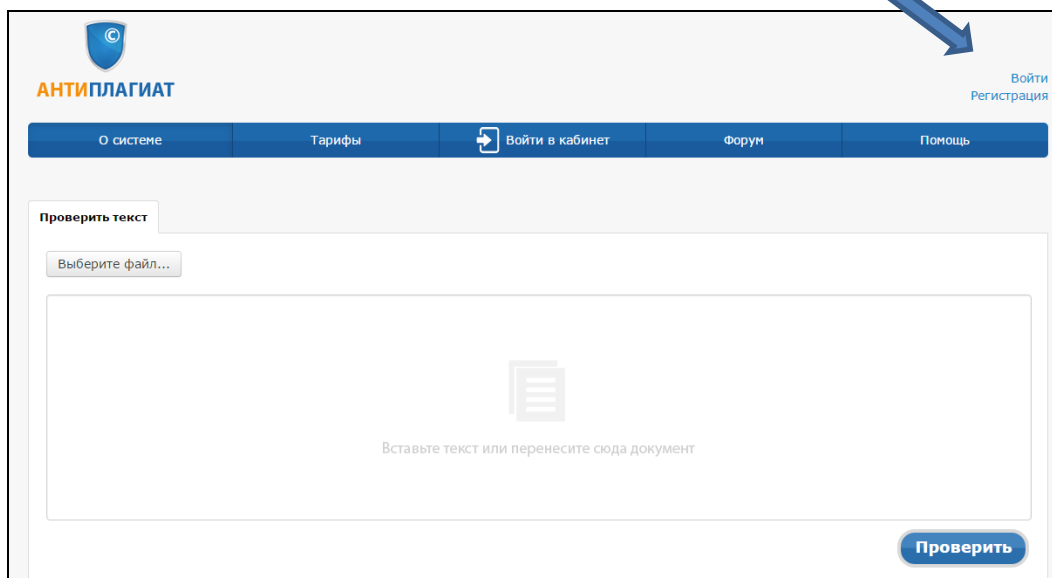 ©
АНТИПЛАГИАТ
Войти
Регистрация
О системе Тарифы Войти в кабинет Форум Помощь
Проверить текст
Выберите файл...
Вставьте текст или перенесите сюда документ
Проверить